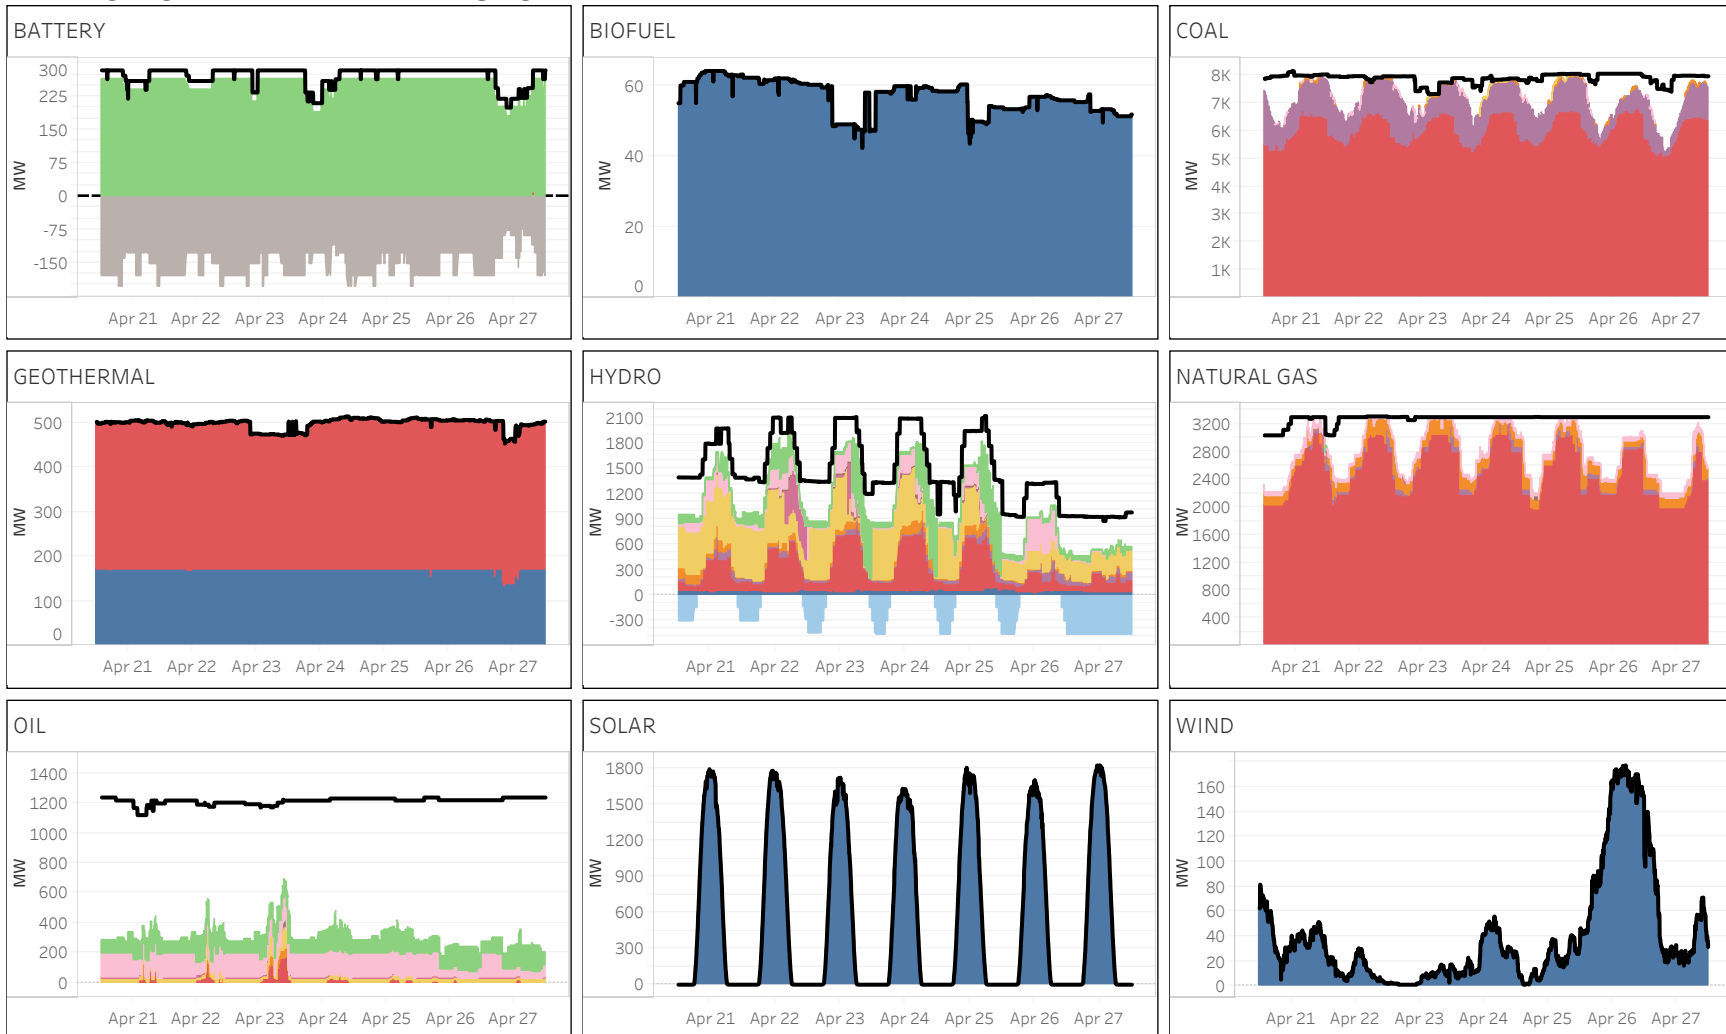 BATTERY
300
225
150
75
0
-75
-150
MW
Apr 21 Apr 22 Apr 23 Apr 24 Apr 25 Apr 26 Apr 27
BIOFUEL
60
40
20
0
MW
Apr 21 Apr 22 Apr 23 Apr 24 Apr 25 Apr 26 Apr 27
COAL
8K
7K
6K
5K
4K
3K
2K
1K
MW
Apr 21 Apr 22 Apr 23 Apr 24 Apr 25 Apr 26 Apr 27
GEOTHERMAL
500
400
300
200
100
0
MW
Apr 21 Apr 22 Apr 23 Apr 24 Apr 25 Apr 26 Apr 27
HYDRO
2100
1800
1500
1200
900
600
300
0
-300
MW
Apr 21 Apr 22 Apr 23 Apr 24 Apr 25 Apr 26 Apr 27
NATURAL GAS
3200
2800
2400
2000
1600
1200
800
400
MW
Apr 21 Apr 22 Apr 23 Apr 24 Apr 25 Apr 26 Apr 27
OIL
1400
1200
1000
800
600
400
200
0
MW
Apr 21 Apr 22 Apr 23 Apr 24 Apr 25 Apr 26 Apr 27
SOLAR
1800
1500
1200
900
600
300
0
MW
Apr 21 Apr 22 Apr 23 Apr 24 Apr 25 Apr 26 Apr 27
WIND
160
140
120
100
80
60
40
20
0
MW
Apr 21 Apr 22 Apr 23 Apr 24 Apr 25 Apr 26 Apr 27